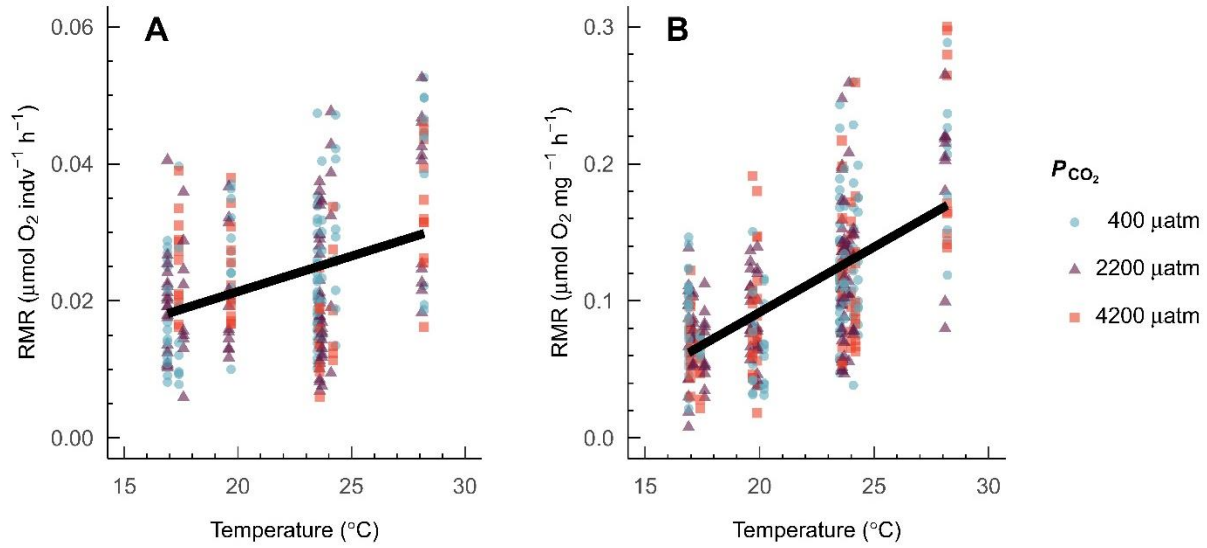 A
RMR (μmol O₂ indv⁻¹ h⁻¹)
0.06
0.04
0.02
0.00
15 20 25 30
Temperature (°C)
B
RMR (μmol O₂ mg⁻¹ h⁻¹)
0.3
0.2
0.1
0.0
15 20 25 30
Temperature (°C)
P_CO₂
400 μatm
2200 μatm
4200 μatm